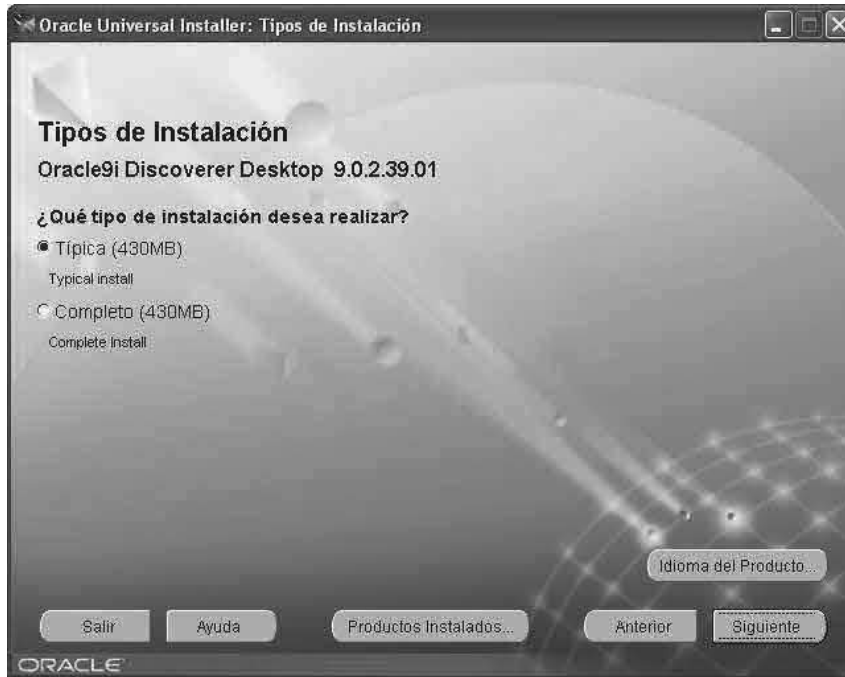 Oracle Universal Installer: Tipos de Instalación
Tipos de Instalación
Oracle9i Discoverer Desktop 9.0.2.39.01
¿Qué tipo de instalación desea realizar?
Típica (430MB)
Typical install
Completo (430MB)
Complete Install
Idioma del Producto...
Salir
Ayuda
Productos Instalados...
Anterior
Siguiente
ORACLE